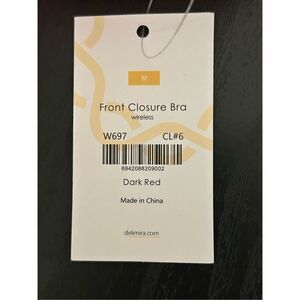 M
Front Closure Bra
wireless
W697 CL#6
6942088209002
Dark Red
Made in China
delimira.com